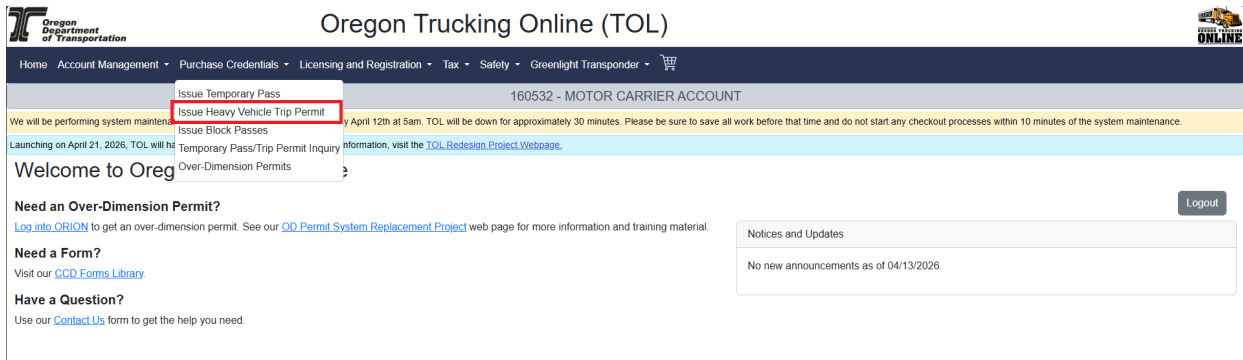 Oregon
Department
of Transportation
Oregon Trucking Online (TOL)
OREGON TRUCKING
ONLINE
Home Account Management Purchase Credentials Licensing and Registration Tax Safety Greenlight Transponder
160532 - MOTOR CARRIER ACCOUNT
Issue Temporary Pass
Issue Heavy Vehicle Trip Permit
Issue Block Passes
Temporary Pass/Trip Permit Inquiry
Over-Dimension Permits
We will be performing system maintena y April 12th at 5am. TOL will be down for approximately 30 minutes. Please be sure to save all work before that time and do not start any checkout processes within 10 minutes of the system maintenance.
Launching on April 21, 2026, TOL will ha nformation, visit the TOL Redesign Project Webpage.
Welcome to Oreg e
Logout
Need an Over-Dimension Permit?
Log into ORION to get an over-dimension permit. See our OD Permit System Replacement Project web page for more information and training material.
Need a Form?
Visit our CCD Forms Library.
Have a Question?
Use our Contact Us form to get the help you need.
Notices and Updates
No new announcements as of 04/13/2026.